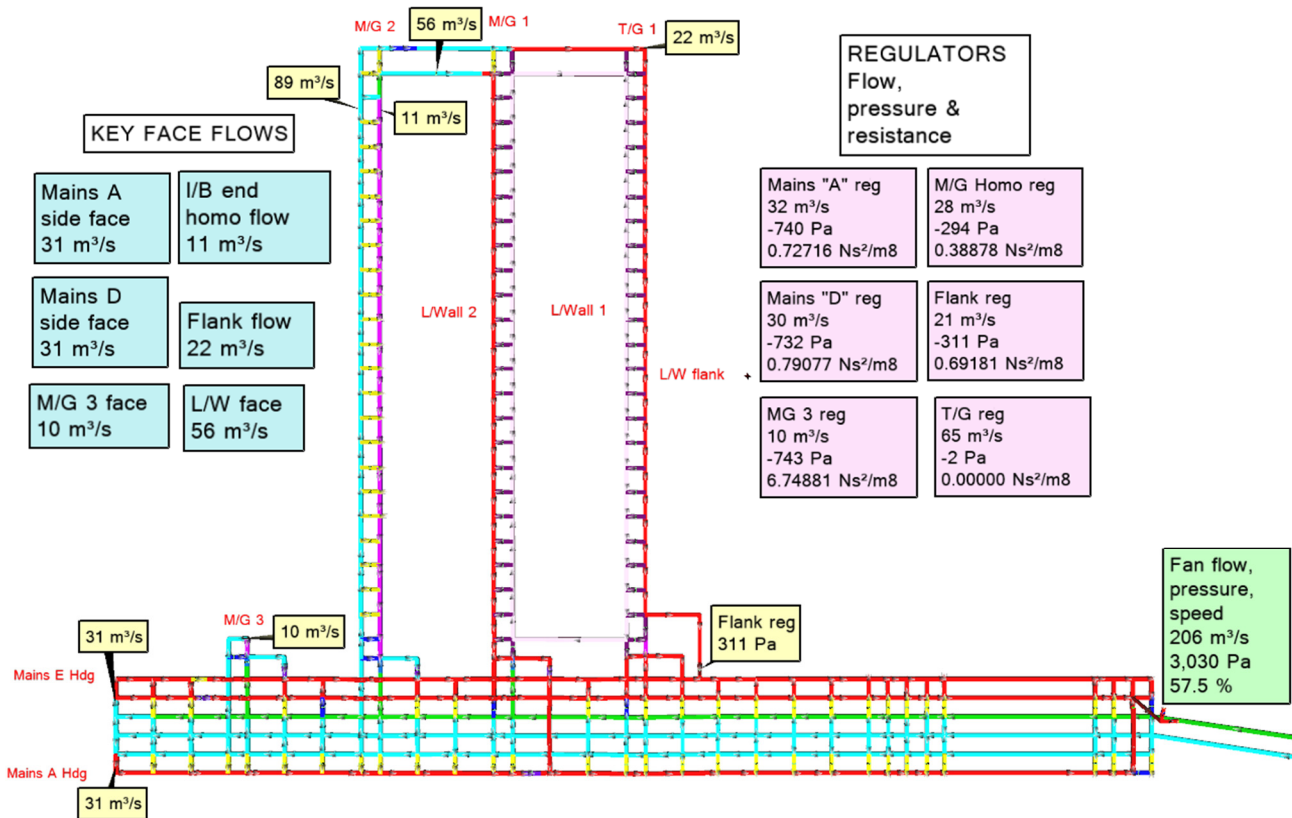 M/G 2
56 m³/s
M/G 1
T/G 1
22 m³/s
89 m³/s
11 m³/s
KEY FACE FLOWS
Mains A
side face
31 m³/s
I/B end
homo flow
11 m³/s
Mains D
side face
31 m³/s
Flank flow
22 m³/s
M/G 3 face
10 m³/s
L/W face
56 m³/s
REGULATORS
Flow,
pressure &
resistance
Mains "A" reg
32 m³/s
-740 Pa
0.72716 Ns²/m8
M/G Homo reg
28 m³/s
-294 Pa
0.38878 Ns²/m8
Mains "D" reg
30 m³/s
-732 Pa
0.79077 Ns²/m8
Flank reg
21 m³/s
-311 Pa
0.69181 Ns²/m8
MG 3 reg
10 m³/s
-743 Pa
6.74881 Ns²/m8
T/G reg
65 m³/s
-2 Pa
0.00000 Ns²/m8
L/Wall 2
L/Wall 1
L/W flank
Fan flow,
pressure,
speed
206 m³/s
3,030 Pa
57.5 %
Flank reg
311 Pa
M/G 3
10 m³/s
31 m³/s
Mains E Hdg
Mains A Hdg
31 m³/s